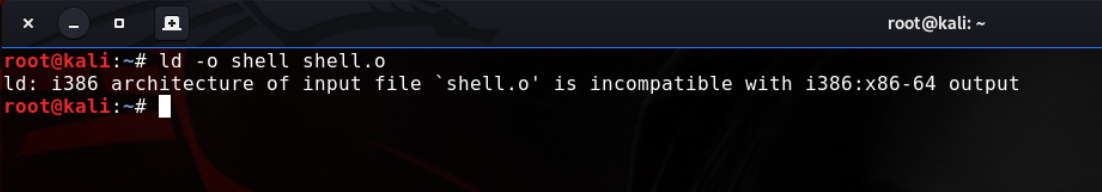 root@kali: ~
root@kali:~# ld -o shell shell.o
ld: i386 architecture of input file `shell.o' is incompatible with i386:x86-64 output
root@kali:~#